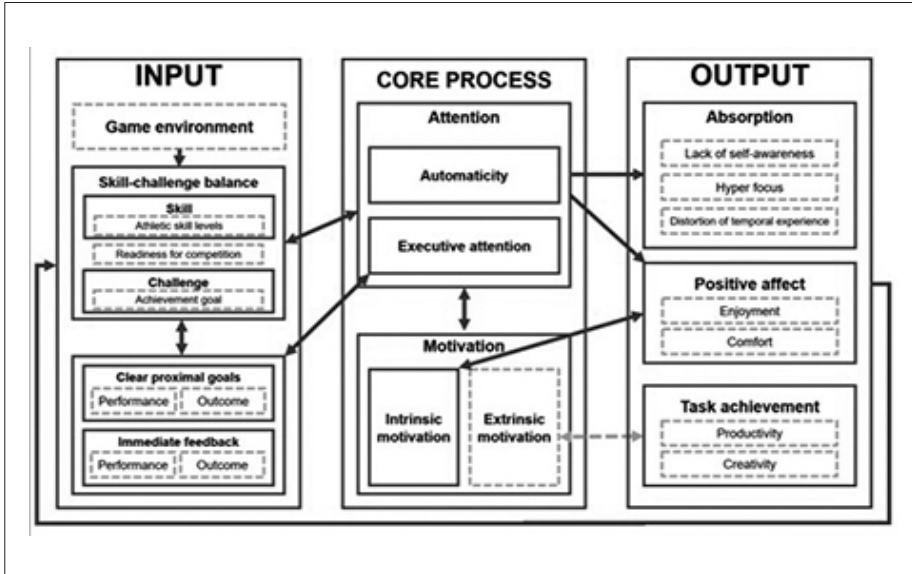 INPUT
Game environment
Skill-challenge balance
Skill
Athletic skill levels
Readiness for competition
Challenge
Achievement goal
Clear proximal goals
Performance
Outcome
Immediate feedback
Performance
Outcome
CORE PROCESS
Attention
Automaticity
Executive attention
Motivation
Intrinsic
motivation
Extrinsic
motivation
OUTPUT
Absorption
Lack of self-awareness
Hyper focus
Distortion of temporal experience
Positive affect
Enjoyment
Comfort
Task achievement
Productivity
Creativity